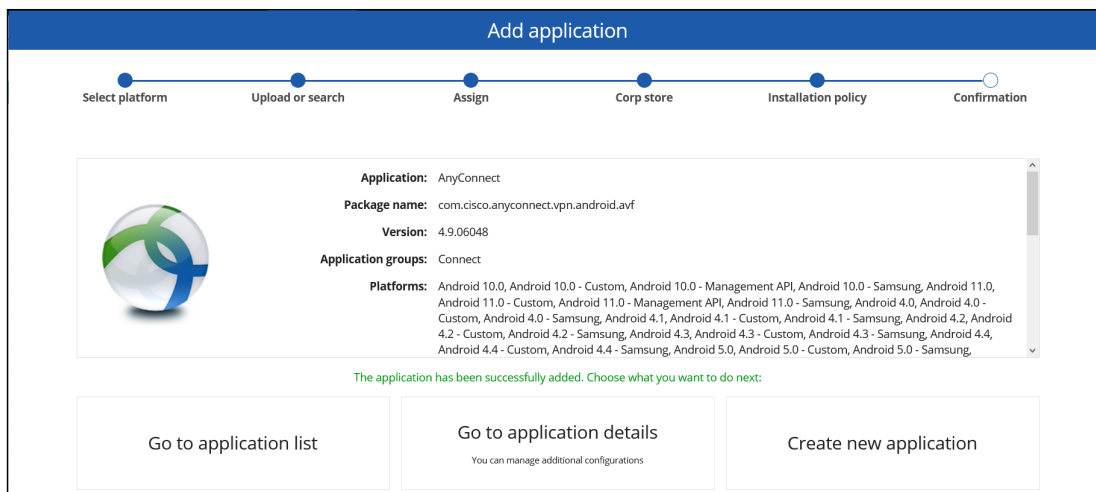 Add application
Select platform
Upload or search
Assign
Corp store
Installation policy
Confirmation
Application: AnyConnect
Package name: com.cisco.anyconnect.vpn.android.avf
Version: 4.9.06048
Application groups: Connect
Platforms: Android 10.0, Android 10.0 - Custom, Android 10.0 - Management API, Android 10.0 - Samsung, Android 11.0,
Android 11.0 - Custom, Android 11.0 - Management API, Android 11.0 - Samsung, Android 4.0, Android 4.0 -
Custom, Android 4.0 - Samsung, Android 4.1, Android 4.1 - Custom, Android 4.1 - Samsung, Android 4.2, Android
4.2 - Custom, Android 4.2 - Samsung, Android 4.3, Android 4.3 - Custom, Android 4.3 - Samsung, Android 4.4,
Android 4.4 - Custom, Android 4.4 - Samsung, Android 5.0, Android 5.0 - Custom, Android 5.0 - Samsung,
The application has been successfully added. Choose what you want to do next:
Go to application list
Go to application details
You can manage additional configurations
Create new application